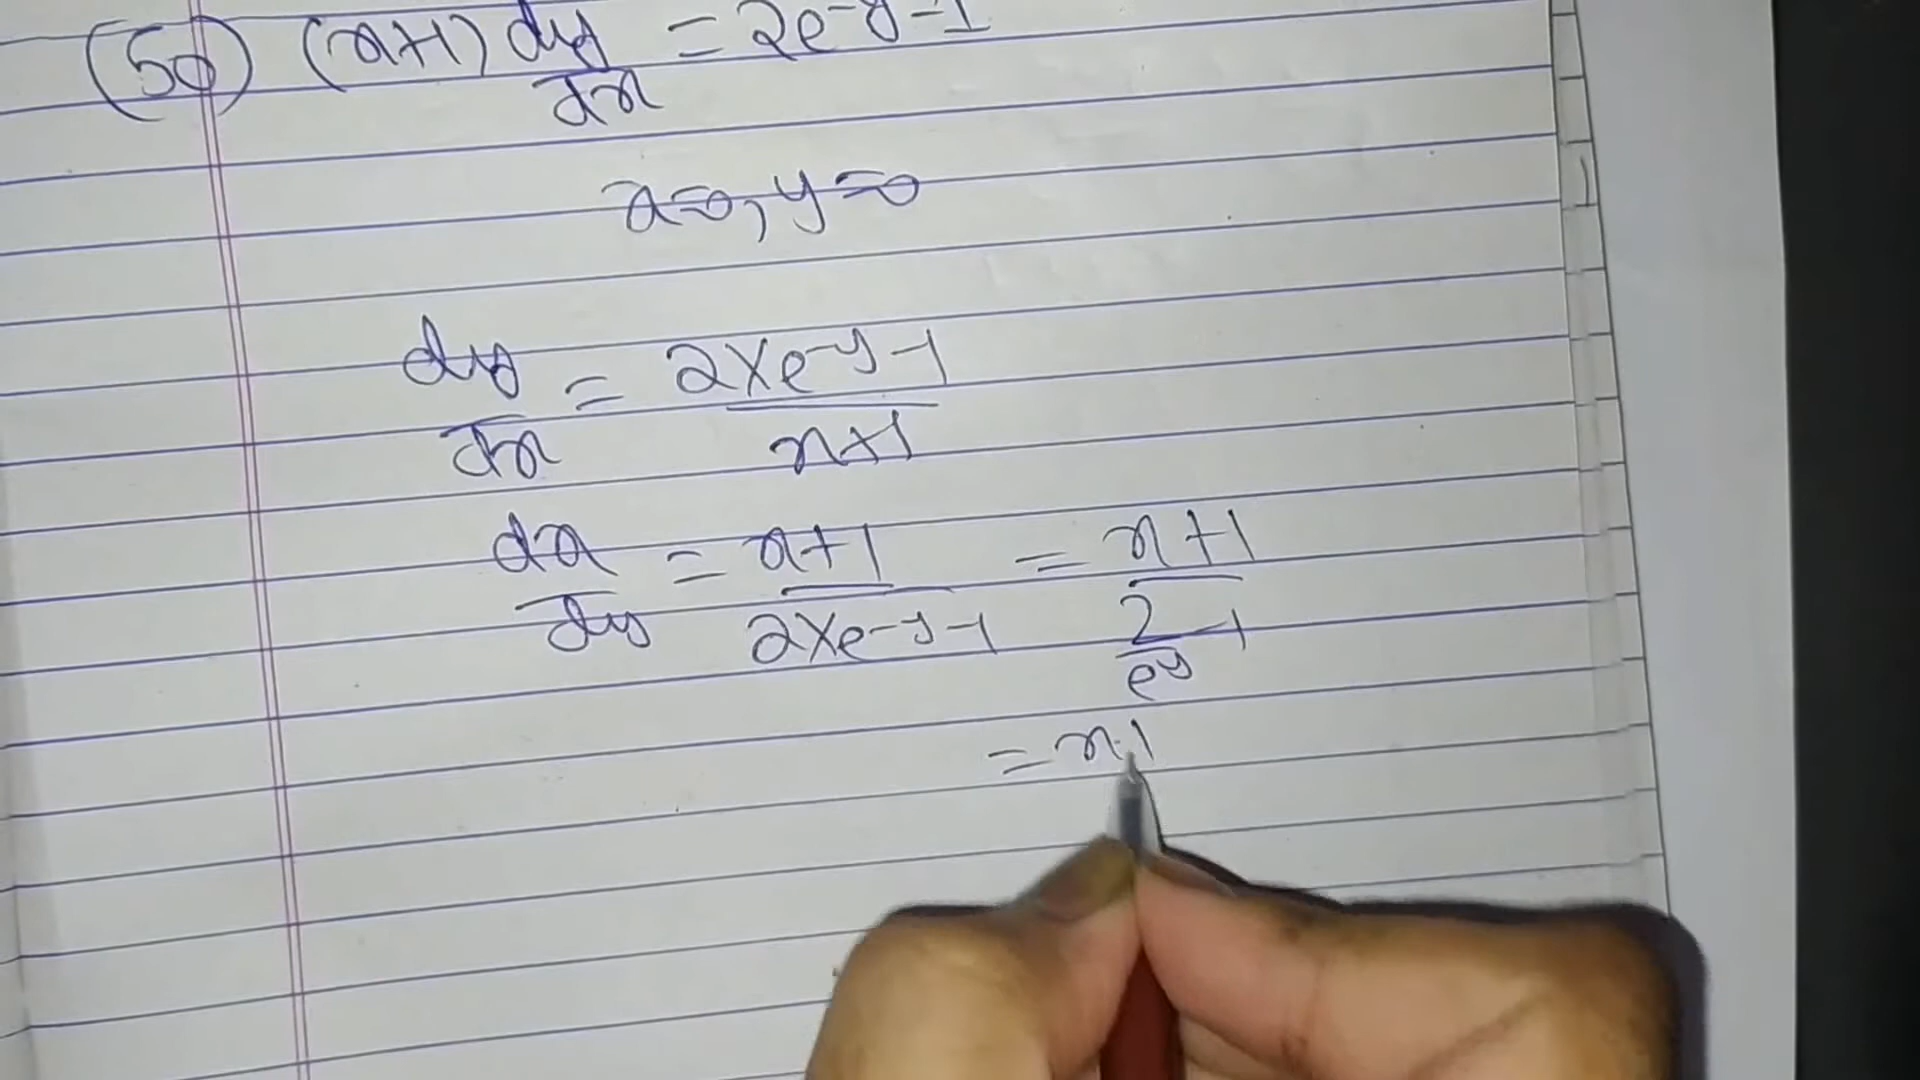 (50) (x+1) dy/dx = 2e^-y - 1
x=0, y=0
dy/dx = 2×e^-y-1 / x+1
dx/dy = x+1 / 2×e^-y-1 = x+1 / 2/e^y - 1
= x